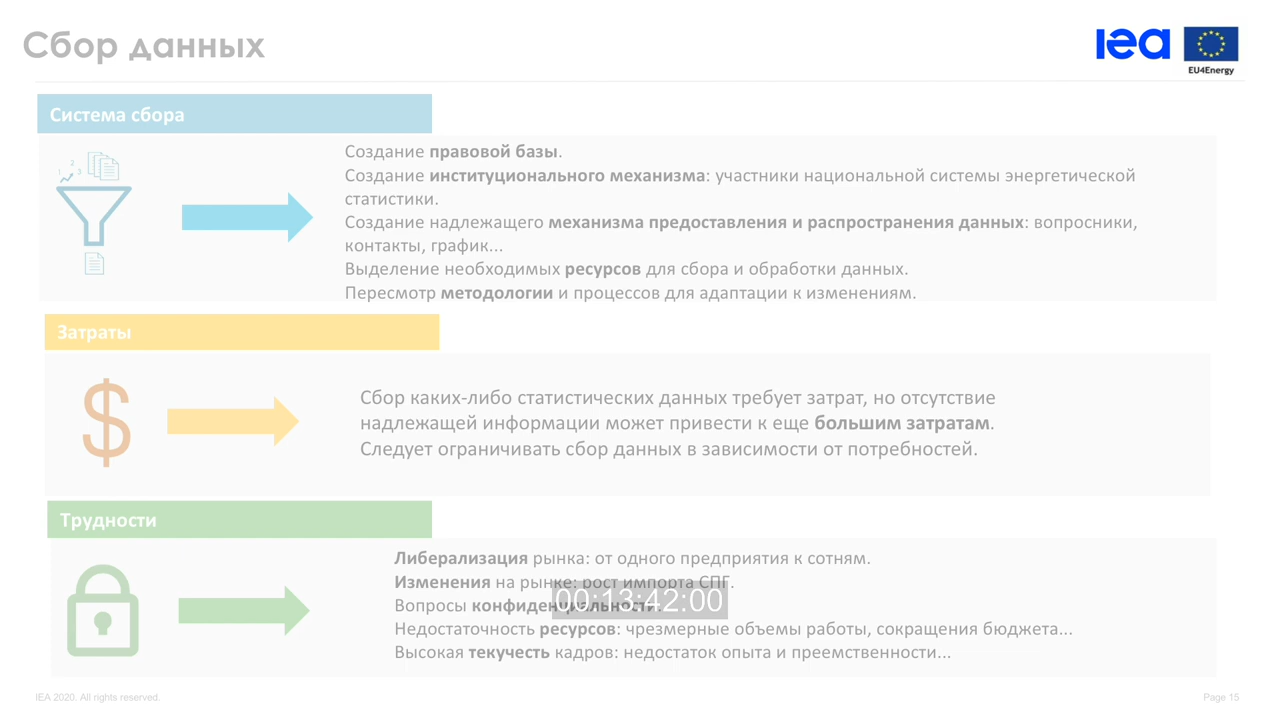 Сбор данных
iea
EU4Energy
Система сбора
1 2 3
Создание правовой базы.
Создание институционального механизма: участники национальной системы энергетической
статистики.
Создание надлежащего механизма предоставления и распространения данных: вопросники,
контакты, график...
Выделение необходимых ресурсов для сбора и обработки данных.
Пересмотр методологии и процессов для адаптации к изменениям.
Затраты
$
Сбор каких-либо статистических данных требует затрат, но отсутствие
надлежащей информации может привести к еще большим затратам.
Следует ограничивать сбор данных в зависимости от потребностей.
Трудности
Либерализация рынка: от одного предприятия к сотням.
Изменения на рынке: рост импорта СПГ.
Вопросы конфиденциальности.
00:13:42:00
Недостаточность ресурсов: чрезмерные объемы работы, сокращения бюджета...
Высокая текучесть кадров: недостаток опыта и преемственности...
IEA 2020. All rights reserved.
Page 15